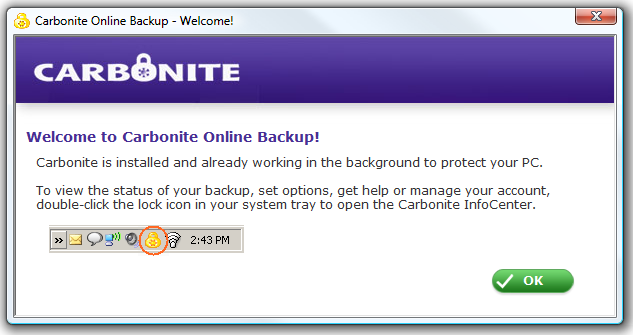 Carbonite Online Backup - Welcome!
CARBONITE
Welcome to Carbonite Online Backup!
Carbonite is installed and already working in the background to protect your PC.
To view the status of your backup, set options, get help or manage your account,
double-click the lock icon in your system tray to open the Carbonite InfoCenter.
» 2:43 PM
OK